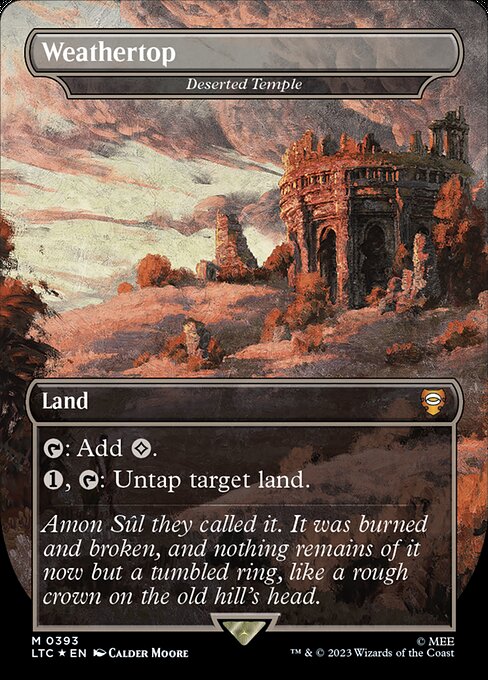 Weathertop
Deserted Temple
Land
: Add .
1, : Untap target land.
Amon Sûl they called it. It was burned
and broken, and nothing remains of it
now but a tumbled ring, like a rough
crown on the old hill's head.
M 0393
LTC ★ EN Calder Moore
© MEE
™ & © 2023 Wizards of the Coast